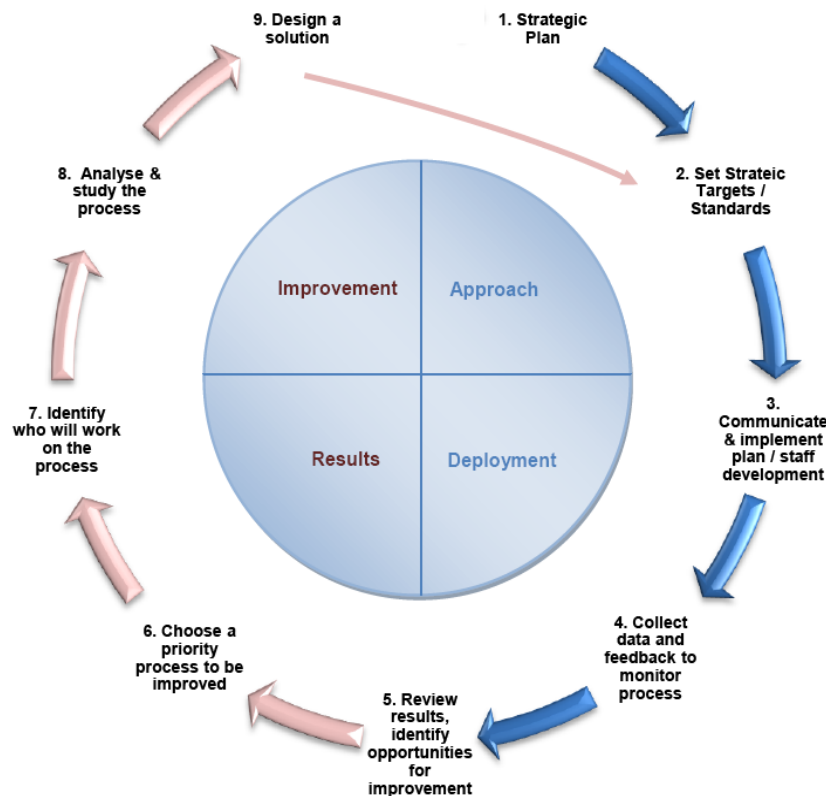 9. Design a
solution
1. Strategic
Plan
8. Analyse &
study the
process
2. Set Strateic
Targets /
Standards
Improvement
Approach
7. Identify
who will work
on the
process
3.
Communicate
& implement
plan / staff
development
Results
Deployment
6. Choose a
priority
process to be
improved
4. Collect
data and
feedback to
monitor
process
5. Review
results,
identify
opportunities
for
improvement